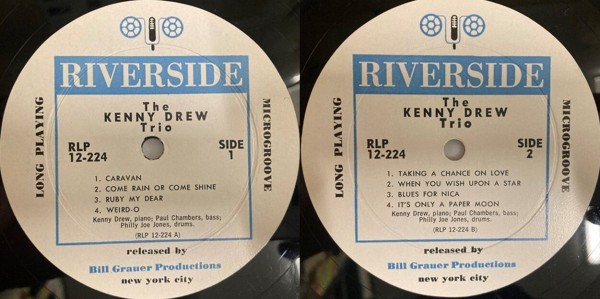 RIVERSIDE
The
KENNY DREW
Trio
LONG PLAYING
MICROGROOVE
RLP
12-224
SIDE
1
1. CARAVAN
2. COME RAIN OR COME SHINE
3. RUBY MY DEAR
4. WEIRD-O
Kenny Drew, piano; Paul Chambers, bass;
Philly Joe Jones, drums.
(RLP 12-224 A)
released by
Bill Grauer Productions
new york city
RIVERSIDE
The
KENNY DREW
Trio
LONG PLAYING
MICROGROOVE
RLP
12-224
SIDE
2
1. TAKING A CHANCE ON LOVE
2. WHEN YOU WISH UPON A STAR
3. BLUES FOR NICA
4. IT'S ONLY A PAPER MOON
Kenny Drew, piano; Paul Chambers, bass;
Philly Joe Jones, drums.
(RLP 12-224 B)
released by
Bill Grauer Productions
new york city